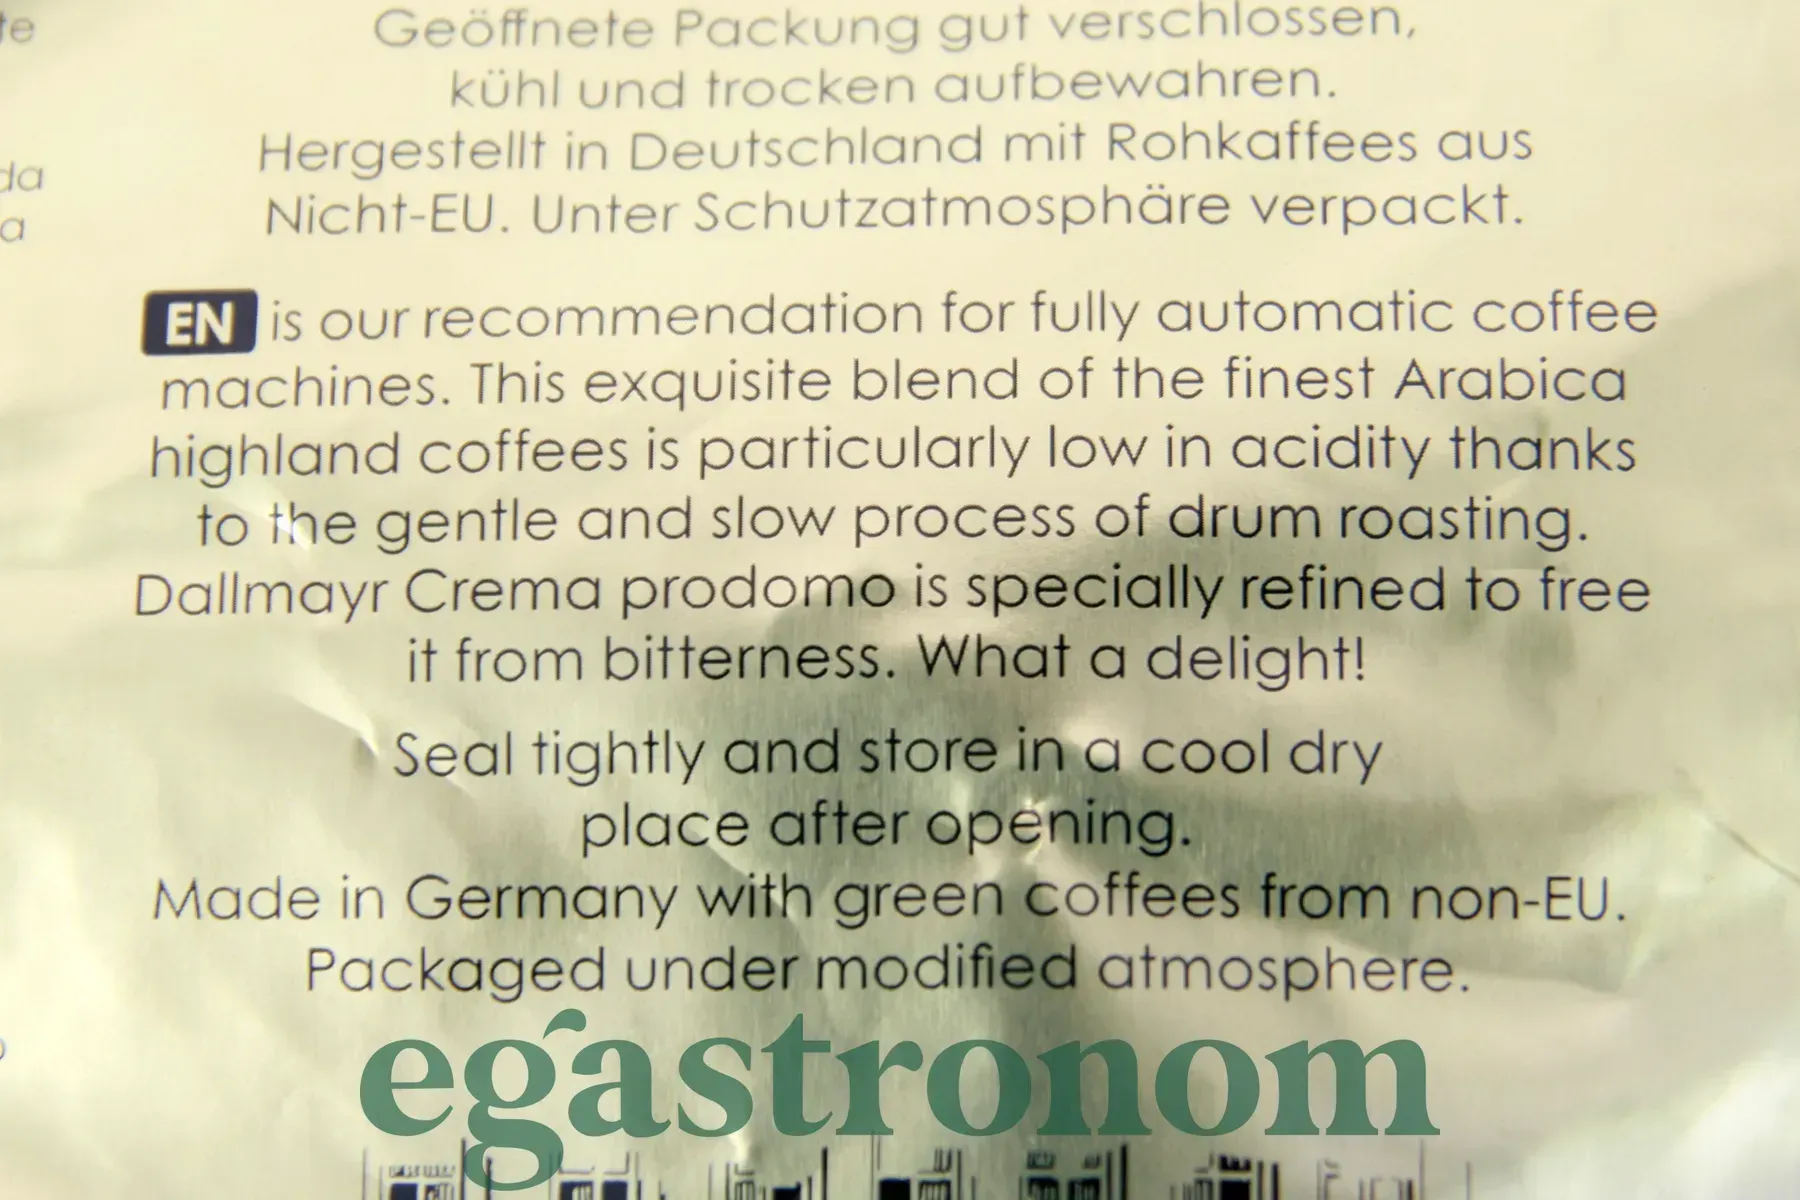 Geöffnete Packung gut verschlossen,
kühl und trocken aufbewahren.
Hergestellt in Deutschland mit Rohkaffees aus
Nicht-EU. Unter Schutzatmosphäre verpackt.
EN is our recommendation for fully automatic coffee
machines. This exquisite blend of the finest Arabica
highland coffees is particularly low in acidity thanks
to the gentle and slow process of drum roasting.
Dallmayr Crema prodomo is specially refined to free
it from bitterness. What a delight!
Seal tightly and store in a cool dry
place after opening.
Made in Germany with green coffees from non-EU.
Packaged under modified atmosphere.
egastronom